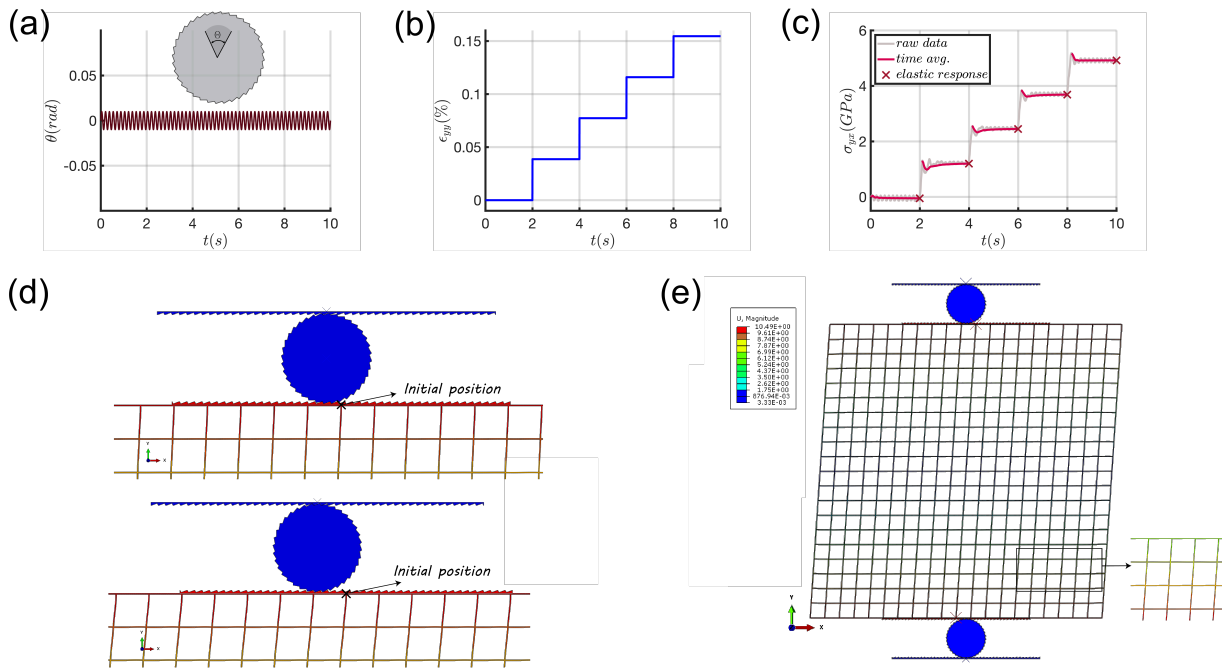 (a)
Θ
0.05
0
-0.05
θ(rad)
0 2 4 6 8 10
t(s)
(b)
0.15
0.1
0.05
0
ϵyy(%)
0 2 4 6 8 10
t(s)
(c)
6
4
2
0
σyx(GPa)
raw data
time avg.
elastic response
0 2 4 6 8 10
t(s)
(d)
Initial position
Y
X
Initial position
Y
X
(e)
U, Magnitude
10.49E+00
9.61E+00
8.74E+00
7.87E+00
6.99E+00
6.12E+00
5.24E+00
4.37E+00
3.50E+00
2.62E+00
1.75E+00
876.94E-03
3.33E-03
Y
X